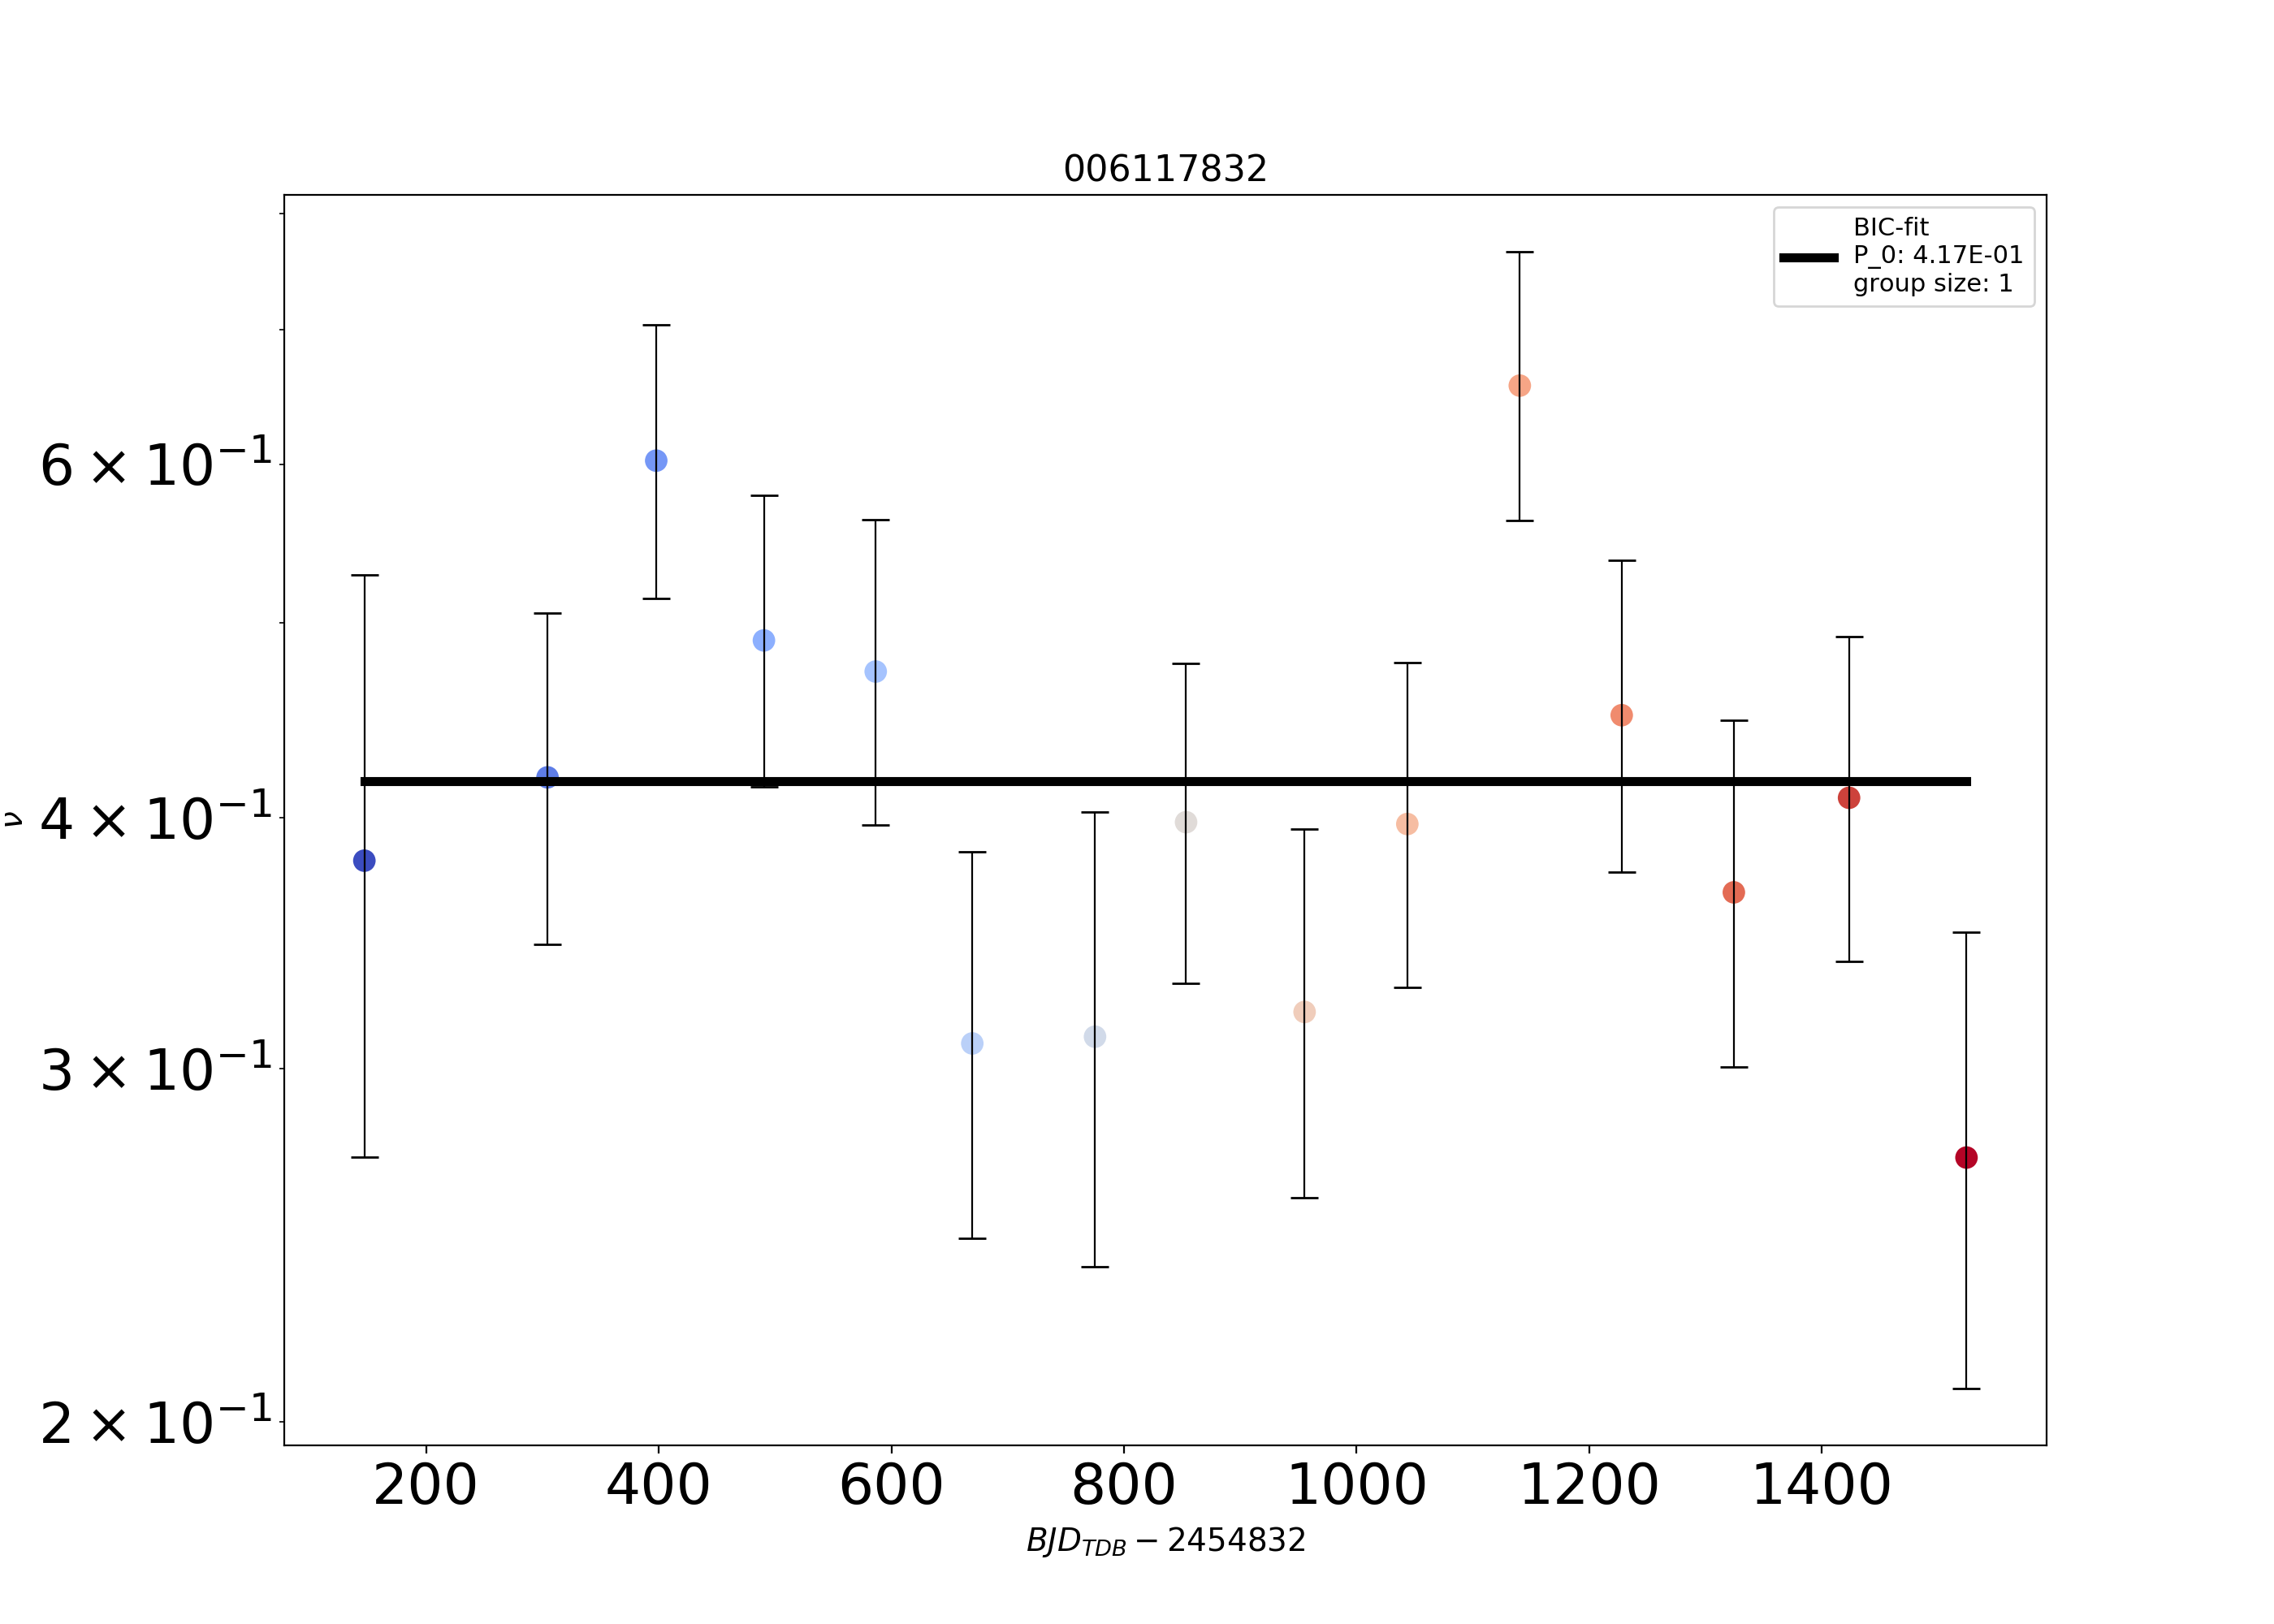 006117832
BIC-fit
P_0: 4.17E-01
group size: 1
6 × 10⁻¹
4 × 10⁻¹
3 × 10⁻¹
2 × 10⁻¹
ν
200 400 600 800 1000 1200 1400
BJD_TDB − 2454832